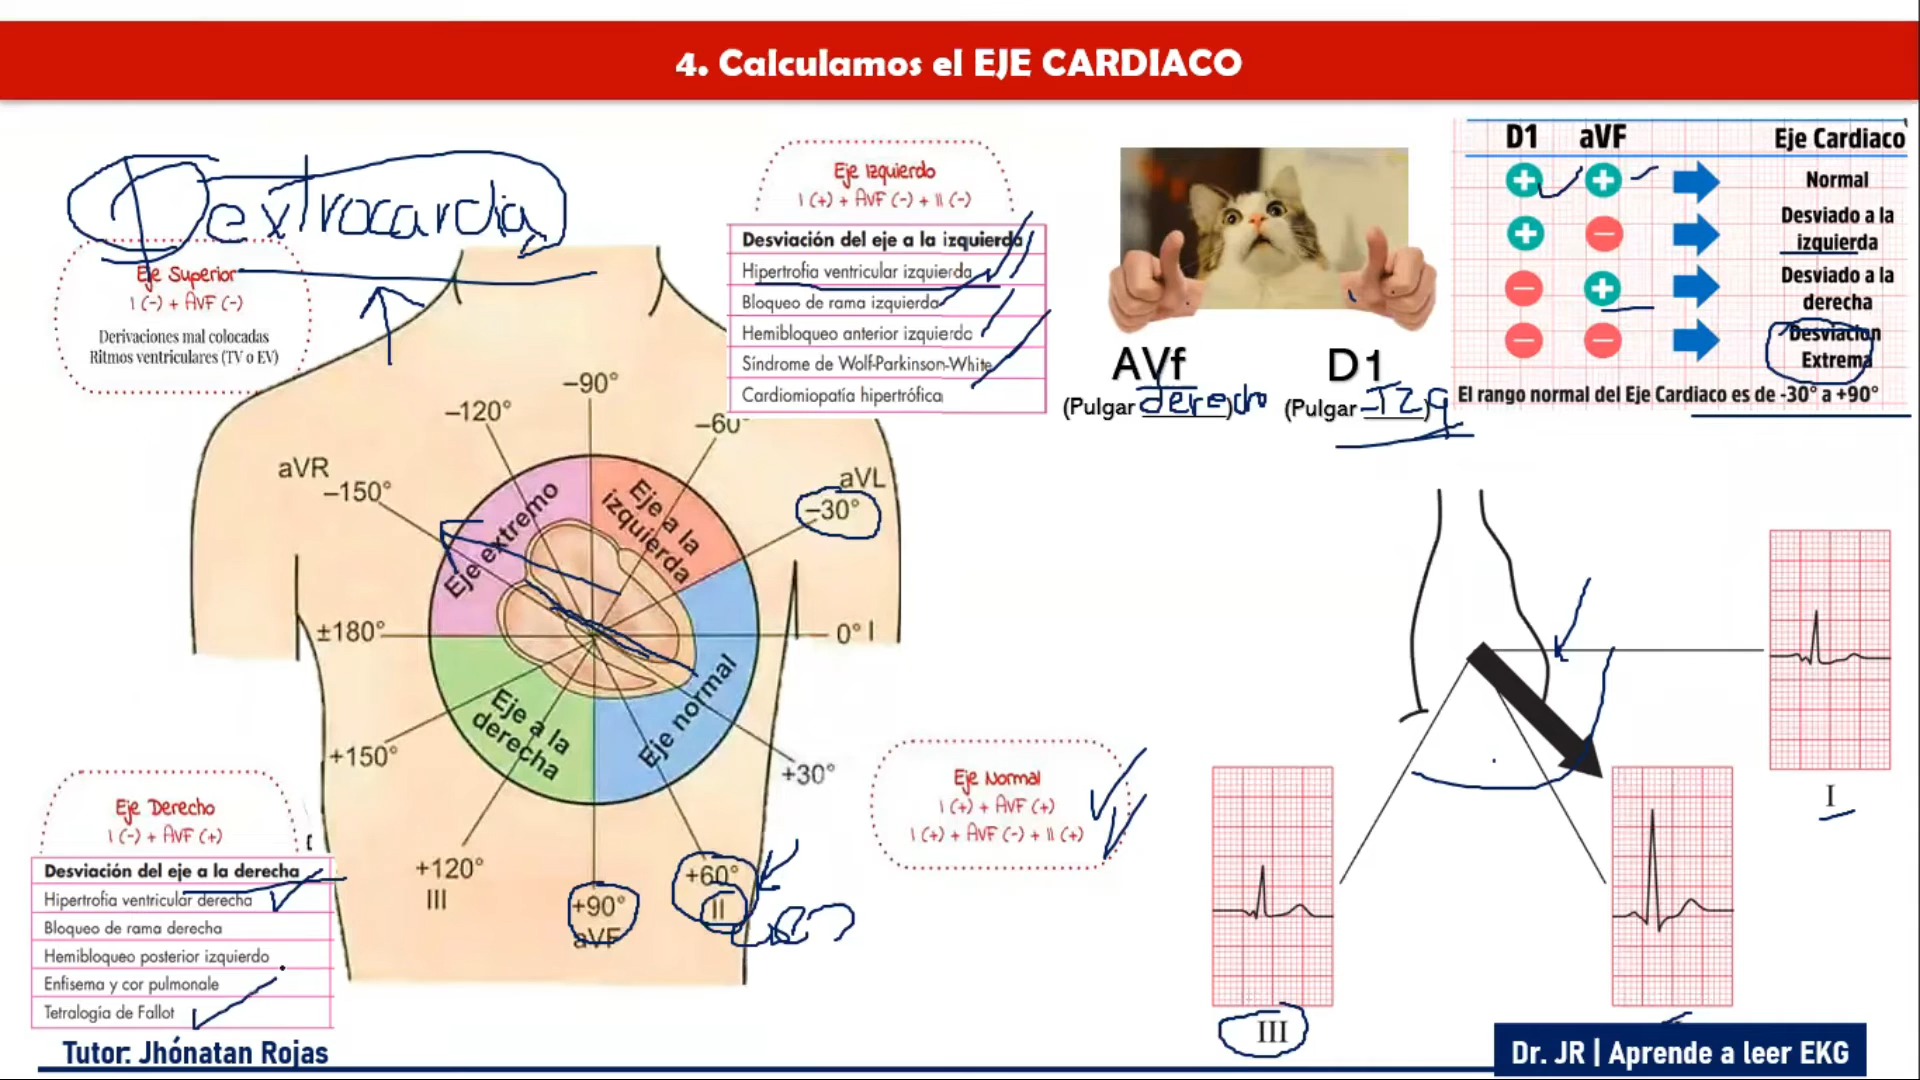 4. Calculamos el EJE CARDIACO
Dextrocardia
Eje Superior
I (-) + AVF (-)
Derivaciones mal colocadas
Ritmos ventriculares (TV o EV)
Eje Izquierdo
I (+) + AVF (-) + II (-)
Desviación del eje a la izquierda
Hipertrofia ventricular izquierda
Bloqueo de rama izquierda
Hemibloqueo anterior izquierdo
Síndrome de Wolf-Parkinson-White
Cardiomiopatía hipertrófica
AVf
(Pulgar derecho)
D1
(Pulgar Izq)
D1 aVF Eje Cardiaco
Normal
Desviado a la
izquierda
Desviado a la
derecha
Desviación
Extrema
El rango normal del Eje Cardiaco es de -30° a +90°
–90°
–120°
–60°
aVR
–150°
aVL
–30°
±180°
0° I
+150°
+30°
+120°
III
+90°
aVF
+60°
II
Eje extremo
Eje a la
izquierda
Eje normal
Eje a la
derecha
Eje Normal
I (+) + AVF (+)
I (+) + AVF (-) + II (+)
Eje Derecho
I (-) + AVF (+)
Desviación del eje a la derecha
Hipertrofia ventricular derecha
Bloqueo de rama derecha
Hemibloqueo posterior izquierdo
Enfisema y cor pulmonale
Tetralogía de Fallot
I
III
Tutor: Jhónatan Rojas
Dr. JR | Aprende a leer EKG